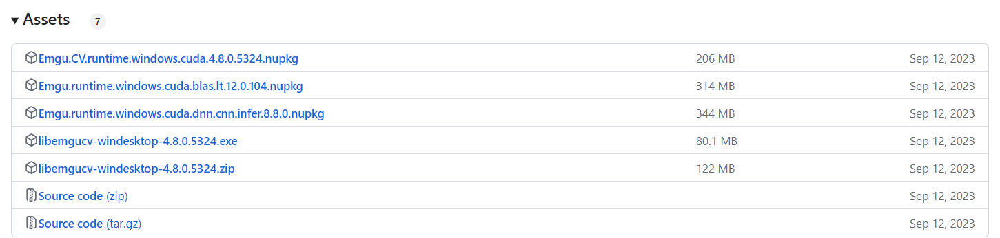 Assets 7
Emgu.CV.runtime.windows.cuda.4.8.0.5324.nupkg 206 MB Sep 12, 2023
Emgu.runtime.windows.cuda.blas.lt.12.0.104.nupkg 314 MB Sep 12, 2023
Emgu.runtime.windows.cuda.dnn.cnn.infer.8.8.0.nupkg 344 MB Sep 12, 2023
libemgucv-windesktop-4.8.0.5324.exe 80.1 MB Sep 12, 2023
libemgucv-windesktop-4.8.0.5324.zip 122 MB Sep 12, 2023
Source code (zip) Sep 12, 2023
Source code (tar.gz) Sep 12, 2023